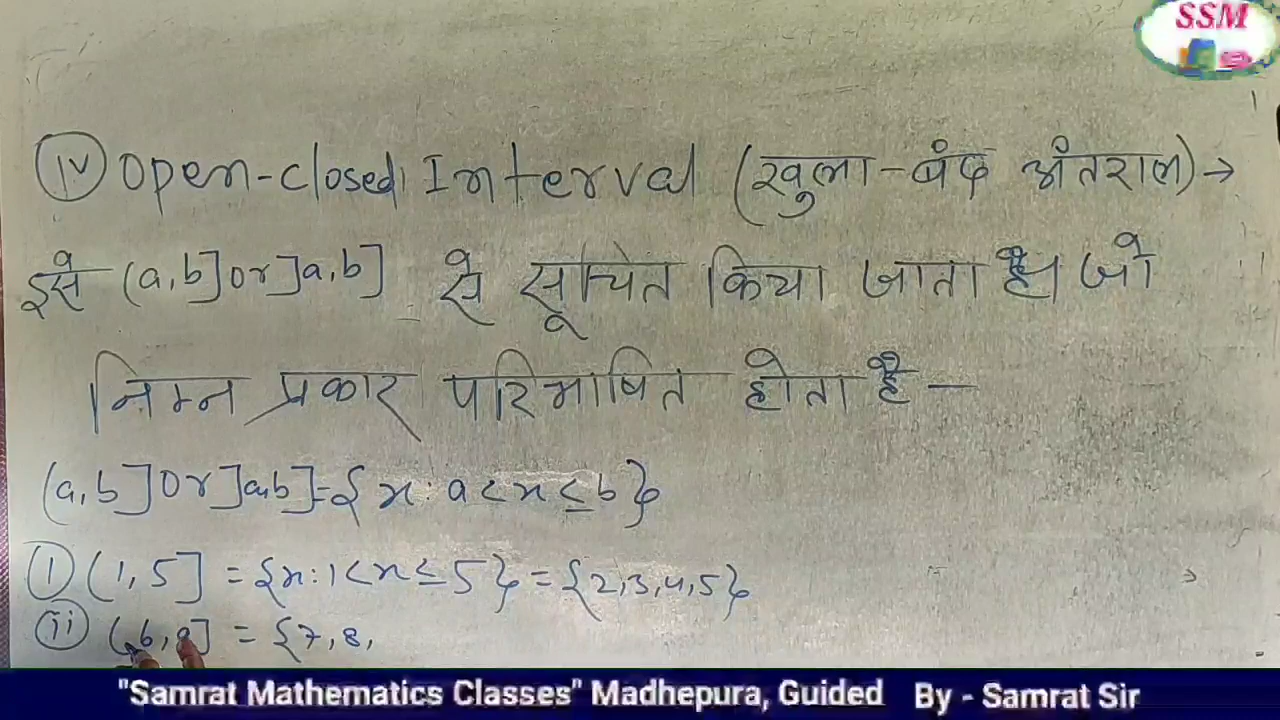 SSM
(iv) Open-closed Interval (खुला-बंद अंतराल)→
इसे (a,b] or ]a,b] से सूचित किया जाता है। जो
निम्न प्रकार परिभाषित होता है —
(a,b] or ]a,b] = {x : a < x ≤ b}
(i) (1,5] = {x : 1 < x ≤ 5} = {2,3,4,5}
(ii) (6,9] = {7,8,
"Samrat Mathematics Classes" Madhepura, Guided By - Samrat Sir